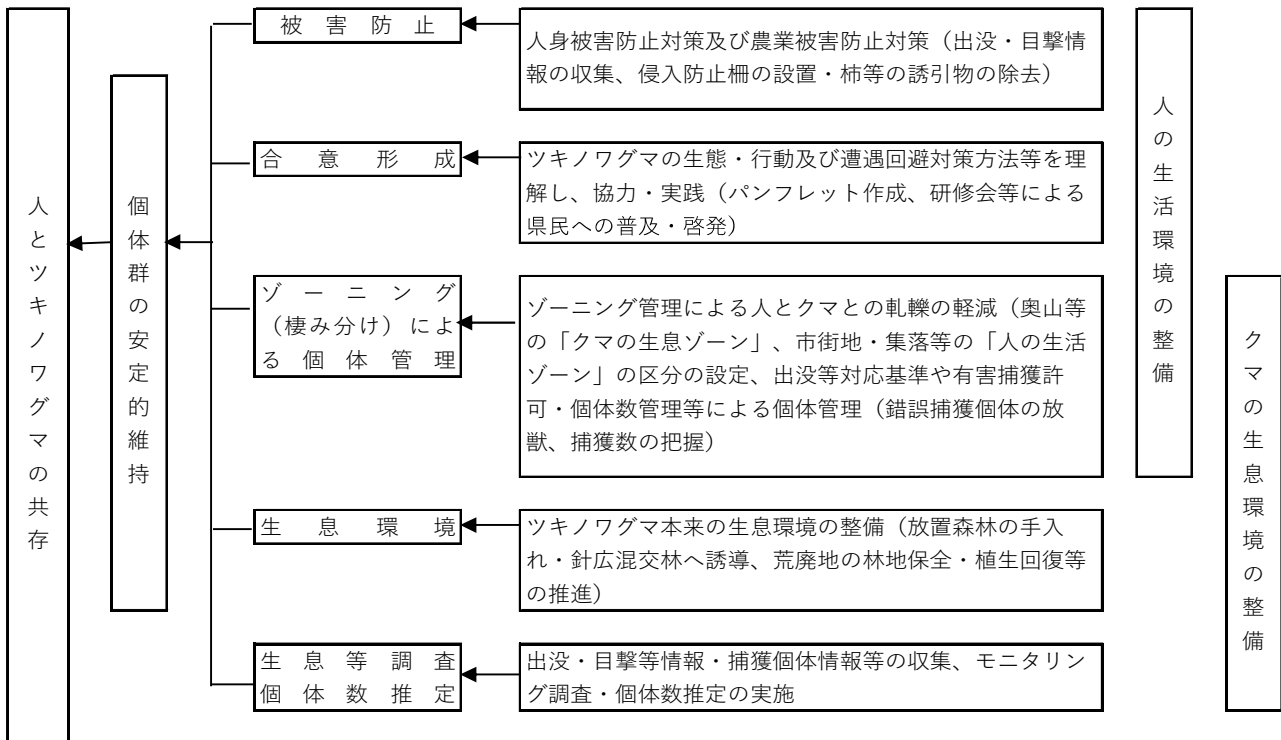 人とツキノワグマの共存
個体群の安定的維持
被害防止
人身被害防止対策及び農業被害防止対策（出没・目撃情
報の収集、侵入防止柵の設置・柿等の誘引物の除去）
合意形成
ツキノワグマの生態・行動及び遭遇回避対策方法等を理
解し、協力・実践（パンフレット作成、研修会等による
県民への普及・啓発）
ゾーニング
（棲み分け）によ
る個体管理
ゾーニング管理による人とクマとの軋轢の軽減（奥山等
の「クマの生息ゾーン」、市街地・集落等の「人の生活
ゾーン」の区分の設定、出没等対応基準や有害捕獲許
可・個体数管理等による個体管理（錯誤捕獲個体の放
獣、捕獲数の把握）
生息環境
ツキノワグマ本来の生息環境の整備（放置森林の手入
れ・針広混交林へ誘導、荒廃地の林地保全・植生回復等
の推進）
生息等調査
個体数推定
出没・目撃等情報・捕獲個体情報等の収集、モニタリン
グ調査・個体数推定の実施
人の生活環境の整備
クマの生息環境の整備